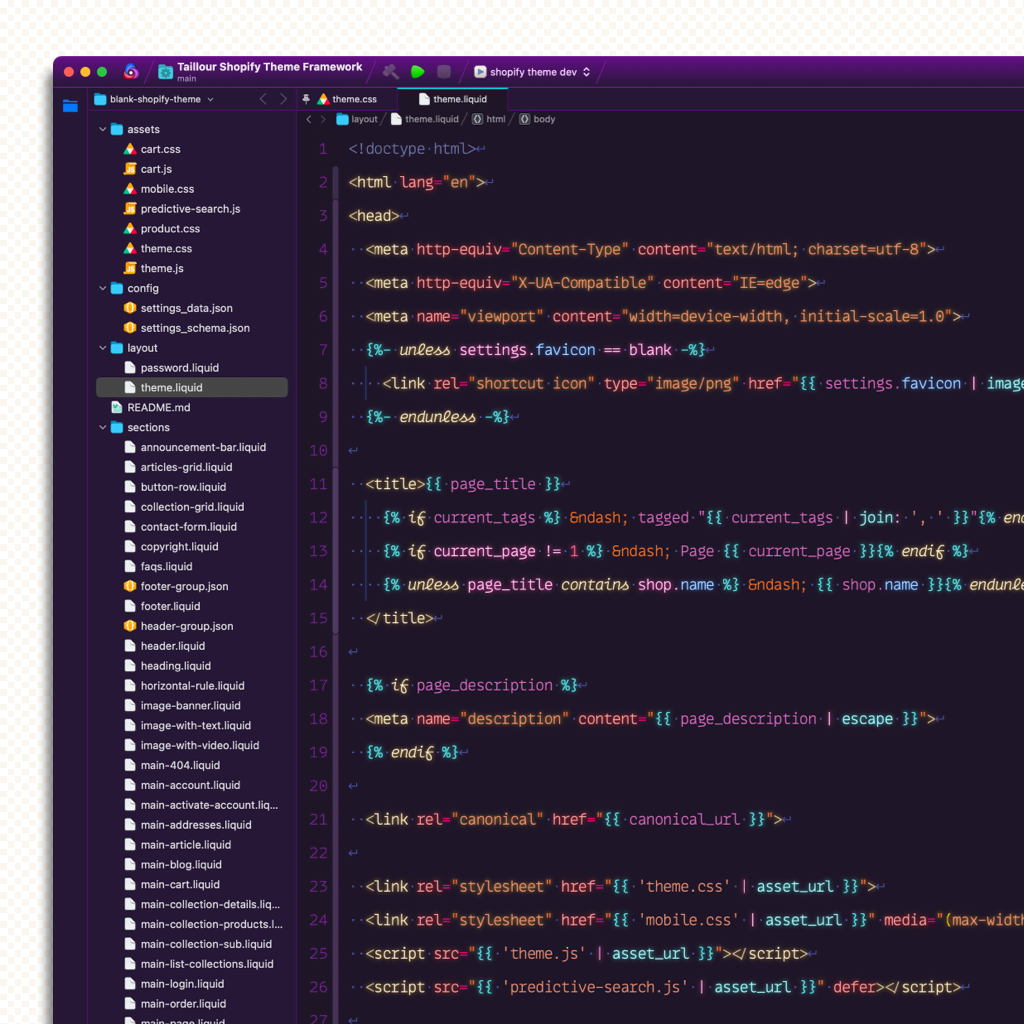 Taillour Shopify Theme Framework
main
shopify theme dev
blank-shopify-theme
theme.css
theme.liquid
layout
theme.liquid
html
body
assets
cart.css
cart.js
mobile.css
predictive-search.js
product.css
theme.css
theme.js
config
settings_data.json
settings_schema.json
layout
password.liquid
theme.liquid
README.md
sections
announcement-bar.liquid
articles-grid.liquid
button-row.liquid
collection-grid.liquid
contact-form.liquid
copyright.liquid
faqs.liquid
footer-group.json
footer.liquid
header-group.json
header.liquid
heading.liquid
horizontal-rule.liquid
image-banner.liquid
image-with-text.liquid
image-with-video.liquid
main-404.liquid
main-account.liquid
main-activate-account.liq...
main-addresses.liquid
main-article.liquid
main-blog.liquid
main-cart.liquid
main-collection-details.liq...
main-collection-products.l...
main-collection-sub.liquid
main-list-collections.liquid
main-login.liquid
main-order.liquid
main-page.liquid
1 <!doctype html>
2 <html lang="en">
3 <head>
4 <meta http-equiv="Content-Type" content="text/html; charset=utf-8">
5 <meta http-equiv="X-UA-Compatible" content="IE=edge">
6 <meta name="viewport" content="width=device-width, initial-scale=1.0">
7 {%- unless settings.favicon == blank -%}
8 <link rel="shortcut icon" type="image/png" href="{{ settings.favicon | image
9 {%- endunless -%}
10
11 <title>{{ page_title }}
12 {% if current_tags %} &ndash; tagged "{{ current_tags | join: ', ' }}"{% end
13 {% if current_page != 1 %} &ndash; Page {{ current_page }}{% endif %}
14 {% unless page_title contains shop.name %} &ndash; {{ shop.name }}{% endunle
15 </title>
16
17 {% if page_description %}
18 <meta name="description" content="{{ page_description | escape }}">
19 {% endif %}
20
21 <link rel="canonical" href="{{ canonical_url }}">
22
23 <link rel="stylesheet" href="{{ 'theme.css' | asset_url }}">
24 <link rel="stylesheet" href="{{ 'mobile.css' | asset_url }}" media="(max-width
25 <script src="{{ 'theme.js' | asset_url }}"></script>
26 <script src="{{ 'predictive-search.js' | asset_url }}" defer></script>
27